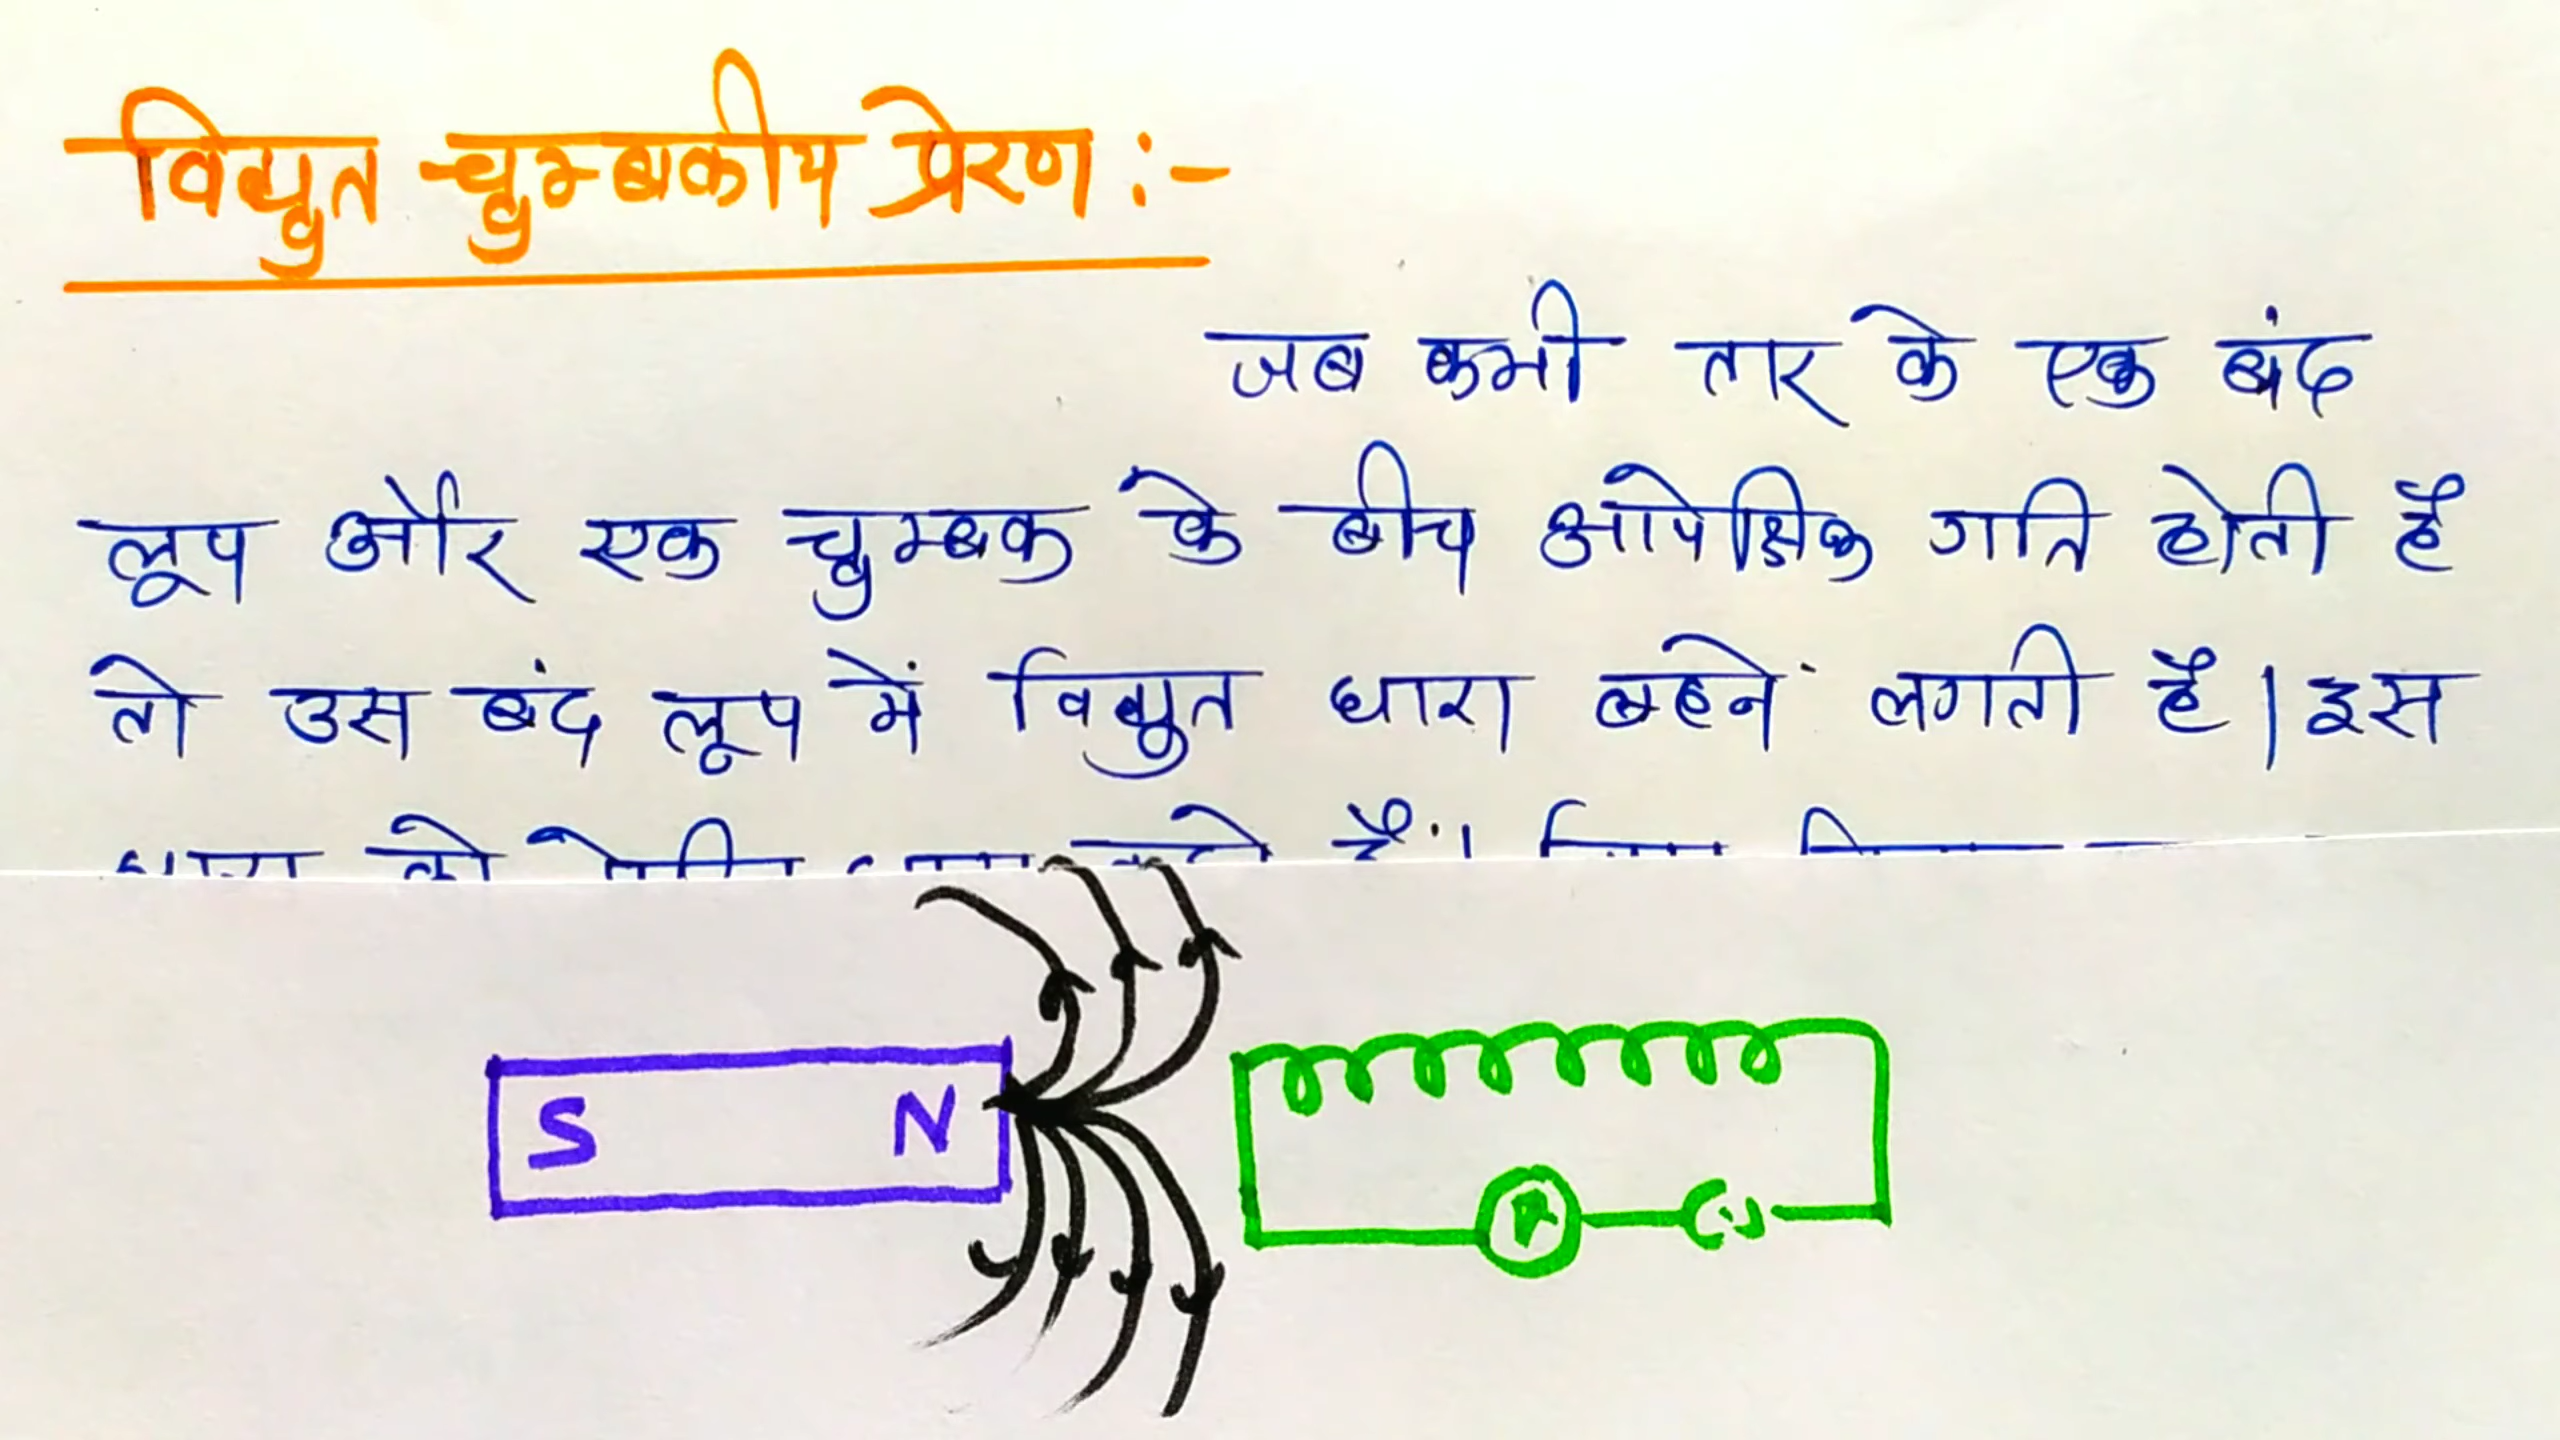 विद्युत चुम्बकीय प्रेरण :-
जब कभी तार के एक बंद
लूप और एक चुम्बक के बीच आपेक्षिक गति होती है
तो उस बंद लूप में विद्युत धारा बहनें लगती है। इस
S N